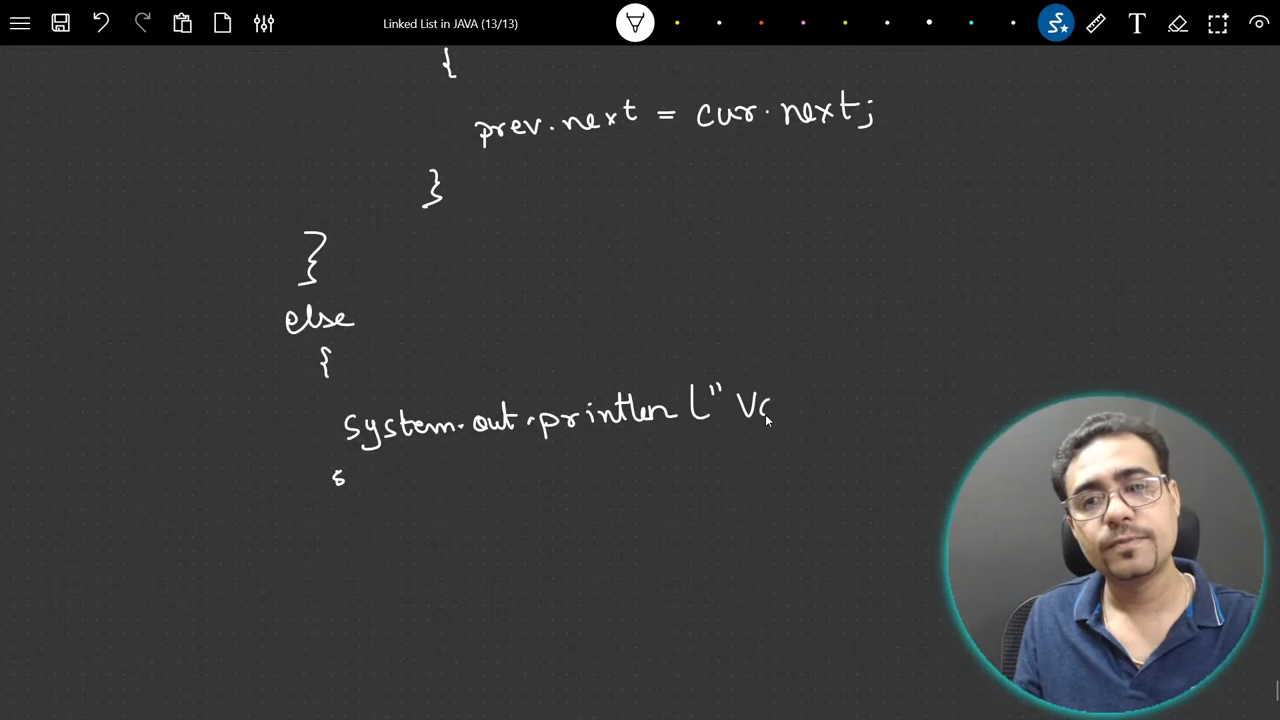 Linked List in JAVA (13/13)
T
{
prev.next = cur.next;
}
}
else
{
System.out.println("